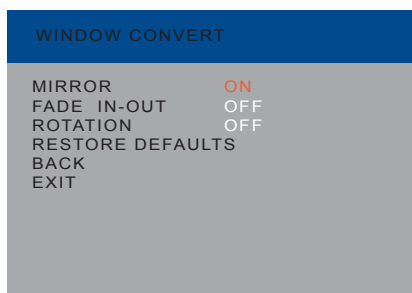 WINDOW CONVERT
MIRROR ON
FADE IN-OUT OFF
ROTATION OFF
RESTORE DEFAULTS
BACK
EXIT